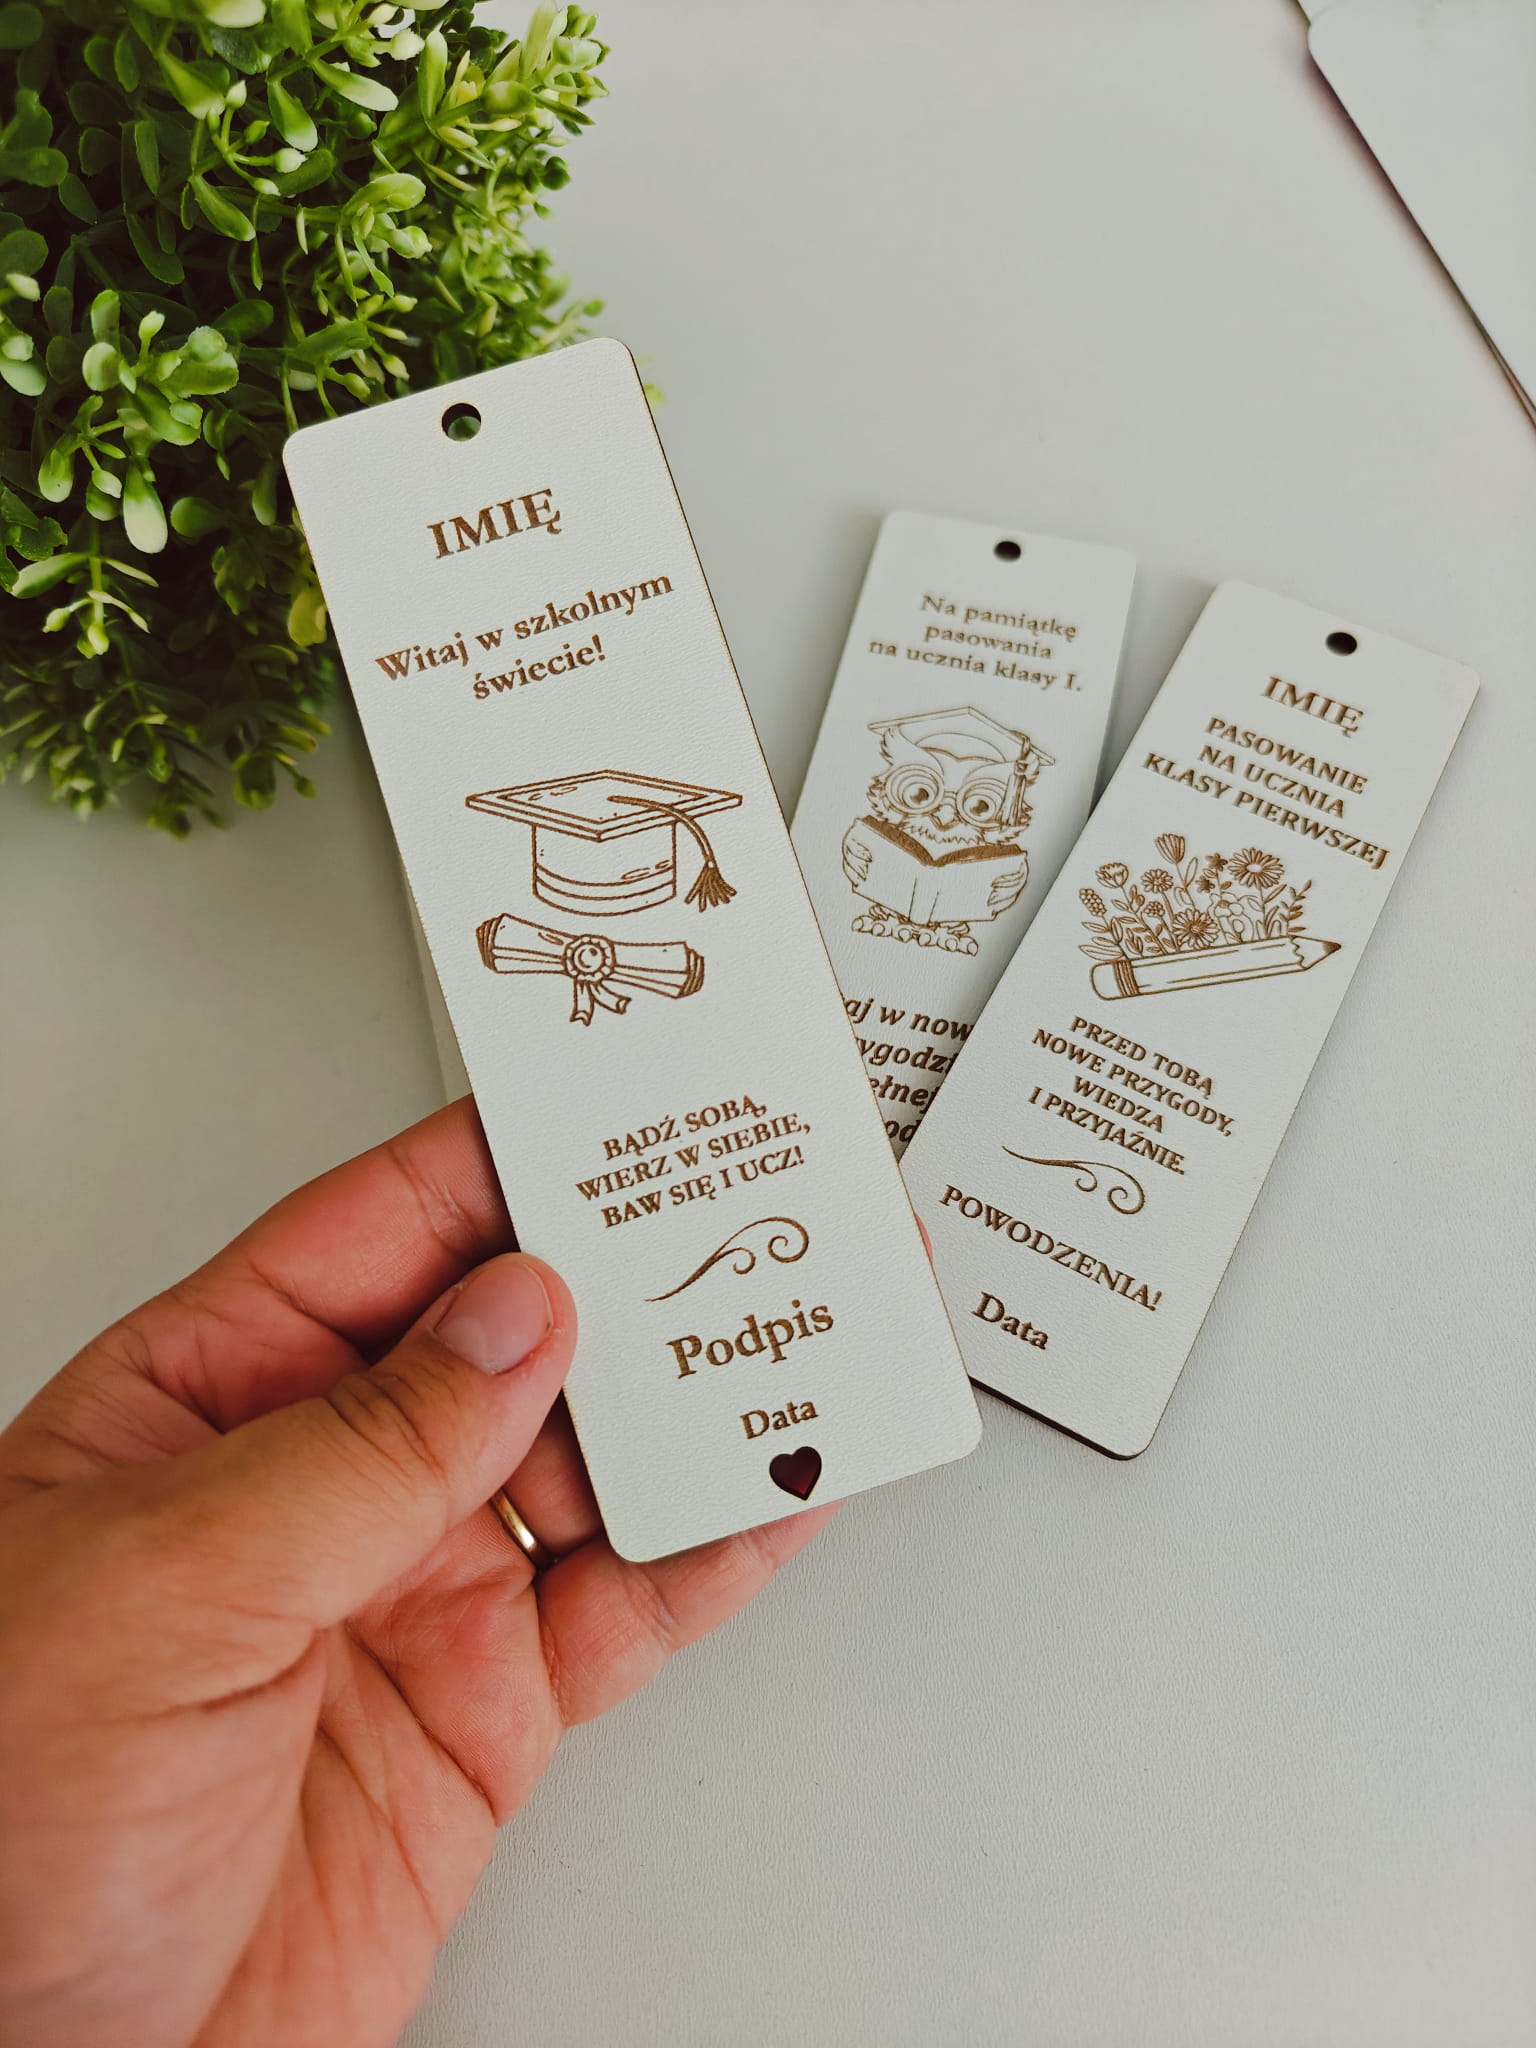 IMIĘ
Witaj w szkolnym
świecie!
BĄDŹ SOBĄ,
WIERZ W SIEBIE,
BAW SIĘ I UCZ!
Podpis
Data
Na pamiątkę
pasowania
na ucznia klasy I.
w
IMIĘ
PASOWANIE
NA UCZNIA
KLASY PIERWSZEJ
PRZED TOBĄ
NOWE PRZYGODY,
WIEDZA
I PRZYJAŹNIE.
POWODZENIA!
Data